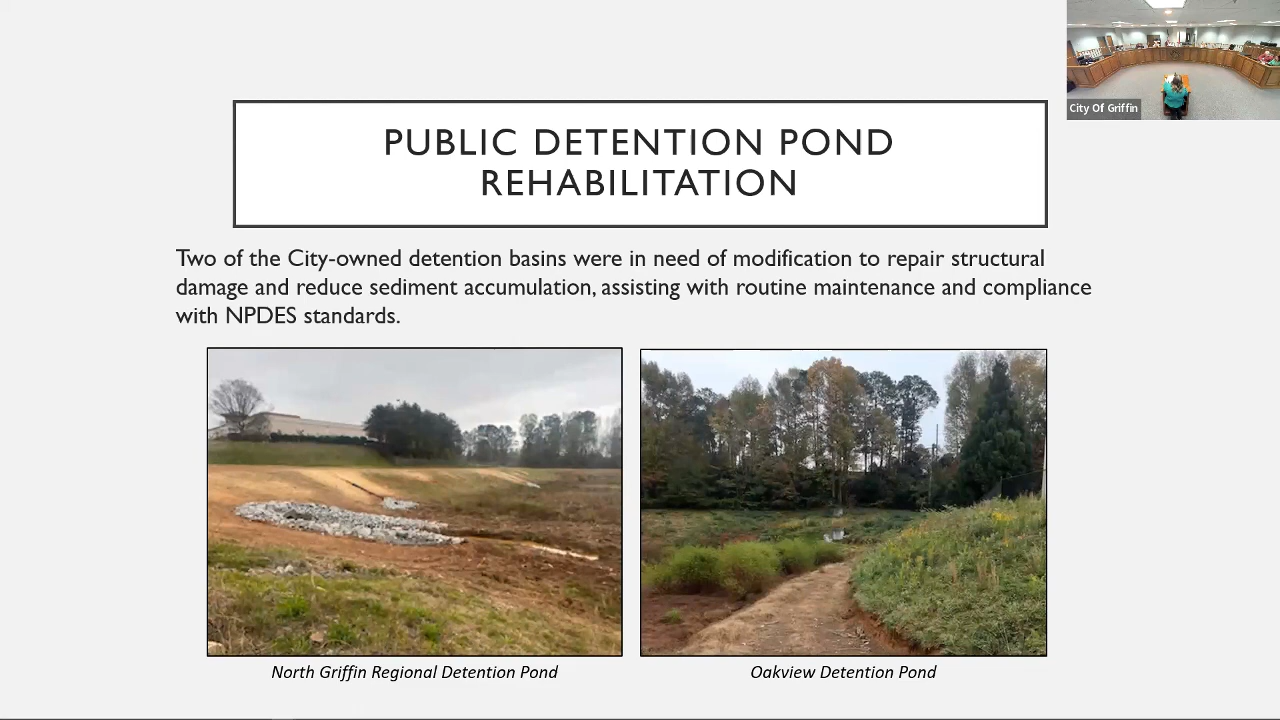 City Of Griffin
PUBLIC DETENTION POND
REHABILITATION
Two of the City-owned detention basins were in need of modification to repair structural
damage and reduce sediment accumulation, assisting with routine maintenance and compliance
with NPDES standards.
North Griffin Regional Detention Pond
Oakview Detention Pond